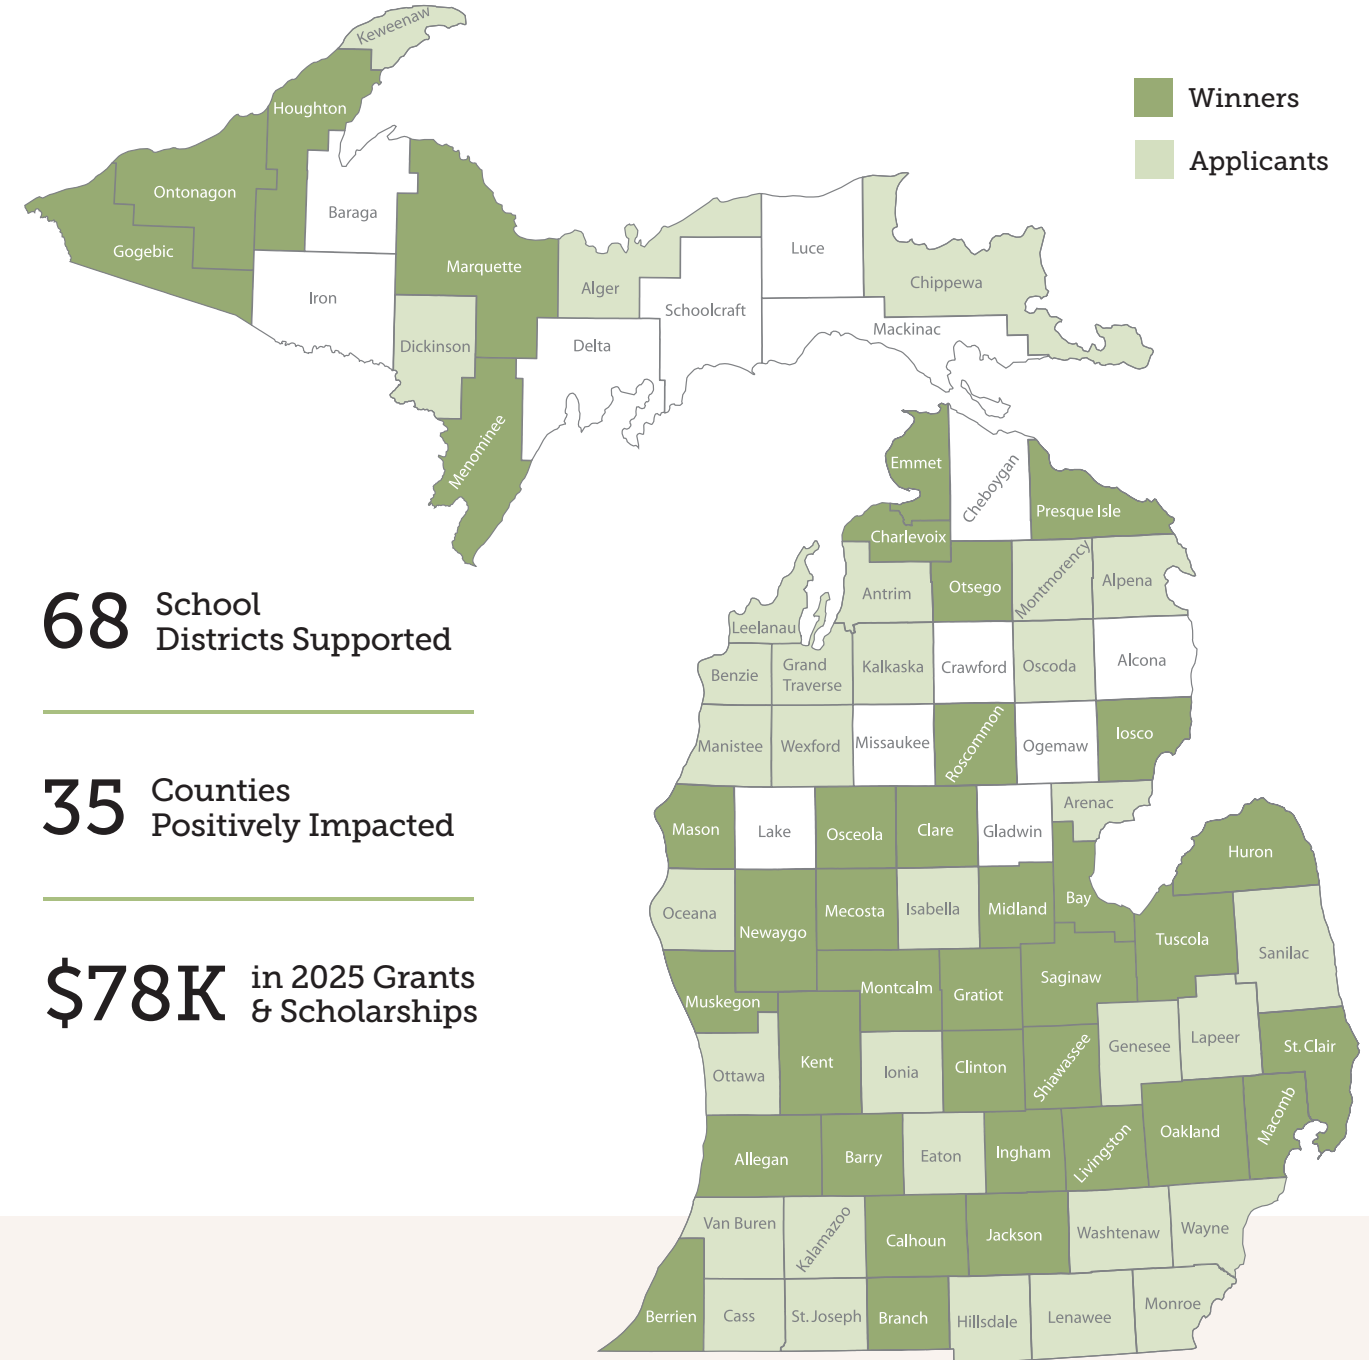 Keweenaw
Houghton
Ontonagon
Baraga
Gogebic
Marquette
Iron
Alger
Luce
Chippewa
Schoolcraft
Mackinac
Dickinson
Delta
Menominee
Winners
Applicants
Emmet
Cheboygan
Presque Isle
Charlevoix
Antrim
Otsego
Montmorency
Alpena
Leelanau
Benzie
Grand
Traverse
Kalkaska
Crawford
Oscoda
Alcona
Manistee
Wexford
Missaukee
Roscommon
Ogemaw
Iosco
Mason
Lake
Osceola
Clare
Gladwin
Arenac
Huron
Oceana
Newaygo
Mecosta
Isabella
Midland
Bay
Tuscola
Sanilac
Muskegon
Montcalm
Gratiot
Saginaw
Ottawa
Kent
Ionia
Clinton
Shiawassee
Genesee
Lapeer
St. Clair
Allegan
Barry
Eaton
Ingham
Livingston
Oakland
Macomb
Van Buren
Kalamazoo
Calhoun
Jackson
Washtenaw
Wayne
Berrien
Cass
St. Joseph
Branch
Hillsdale
Lenawee
Monroe
68 School
Districts Supported
35 Counties
Positively Impacted
$78K in 2025 Grants
& Scholarships